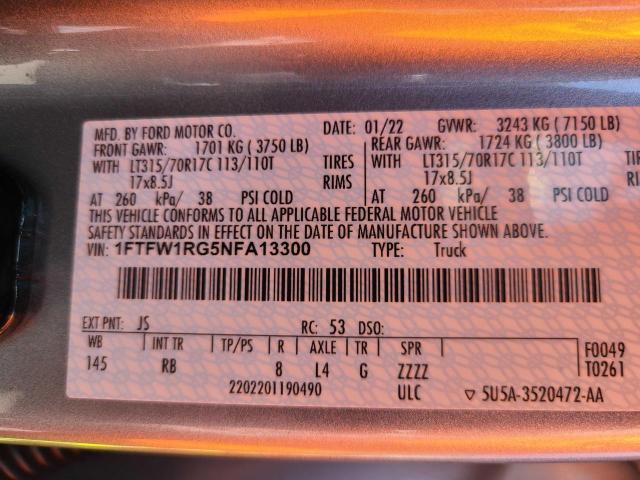 MFD. BY FORD MOTOR CO. DATE: 01/22 GVWR: 3243 KG ( 7150 LB)
FRONT GAWR: 1701 KG ( 3750 LB) REAR GAWR: 1724 KG ( 3800 LB)
WITH LT315/70R17C 113/110T TIRES WITH LT315/70R17C 113/110T
17x8.5J RIMS 17x8.5J
AT 260 kPa/ 38 PSI COLD AT 260 kPa/ 38 PSI COLD
THIS VEHICLE CONFORMS TO ALL APPLICABLE FEDERAL MOTOR VEHICLE
SAFETY STANDARDS IN EFFECT ON THE DATE OF MANUFACTURE SHOWN ABOVE.
VIN: 1FTFW1RG5NFA13300 TYPE: Truck
EXT PNT: JS RC: 53 DSO:
WB INT TR TP/PS R AXLE TR SPR F0049
145 RB 8 L4 G ZZZZ T0261
2202201190490 ULC ▽ 5U5A-3520472-AA